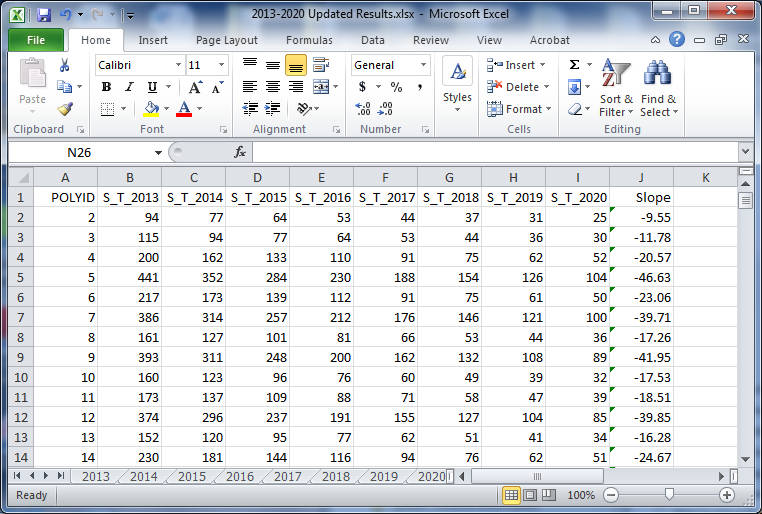 2013-2020 Updated Results.xlsx - Microsoft Excel
File Home Insert Page Layout Formulas Data Review View Acrobat
Calibri 11 General Insert Σ
Paste B I U A A $ % , Styles Delete Sort & Filter Find & Select
A .00 .00 Format
Clipboard Font Alignment Number Cells Editing
N26 fx
A B C D E F G H I J K
1 POLYID S_T_2013 S_T_2014 S_T_2015 S_T_2016 S_T_2017 S_T_2018 S_T_2019 S_T_2020 Slope
2 2 94 77 64 53 44 37 31 25 -9.55
3 3 115 94 77 64 53 44 36 30 -11.78
4 4 200 162 133 110 91 75 62 52 -20.57
5 5 441 352 284 230 188 154 126 104 -46.63
6 6 217 173 139 112 91 75 61 50 -23.06
7 7 386 314 257 212 176 146 121 100 -39.71
8 8 161 127 101 81 66 53 44 36 -17.26
9 9 393 311 248 200 162 132 108 89 -41.95
10 10 160 123 96 76 60 49 39 32 -17.53
11 11 173 137 109 88 71 58 47 39 -18.51
12 12 374 296 237 191 155 127 104 85 -39.85
13 13 152 120 95 77 62 51 41 34 -16.28
14 14 230 181 144 116 94 76 62 51 -24.67
2013 2014 2015 2016 2017 2018 2019 2020
Ready 100%